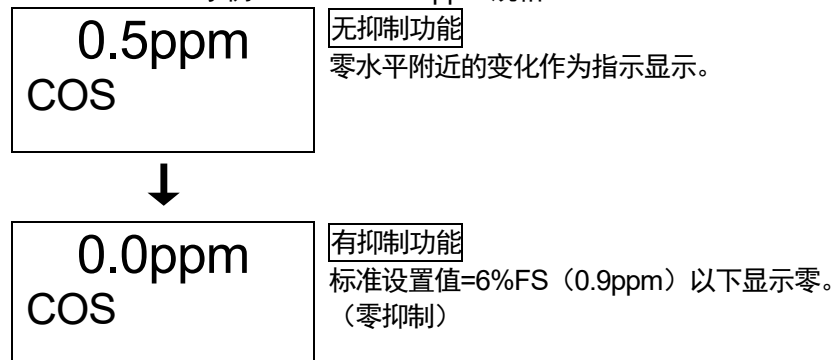 0.5ppm
COS
无抑制功能
零水平附近的变化作为指示显示。
↓
0.0ppm
COS
有抑制功能
标准设置值=6%FS（0.9ppm）以下显示零。
（零抑制）